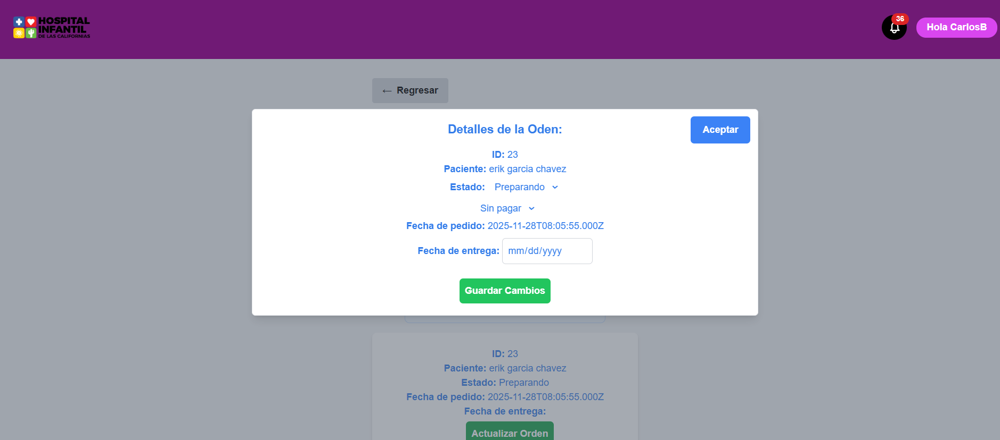 HOSPITAL
INFANTIL
DE LAS CALIFORNIAS
36
Hola CarlosB
← Regresar
Detalles de la Oden:
Aceptar
ID: 23
Paciente: erik garcia chavez
Estado: Preparando
Sin pagar
Fecha de pedido: 2025-11-28T08:05:55.000Z
Fecha de entrega: mm/dd/yyyy
Guardar Cambios
ID: 23
Paciente: erik garcia chavez
Estado: Preparando
Fecha de pedido: 2025-11-28T08:05:55.000Z
Fecha de entrega:
Actualizar Orden